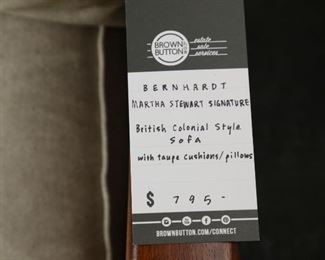 BROWN
BUTTON
estate
sale
services
BERNHARDT
MARTHA STEWART SIGNATURE
British Colonial Style
Sofa
with taupe cushions/pillows
$ 795-
BROWNBUTTON.COM/CONNECT